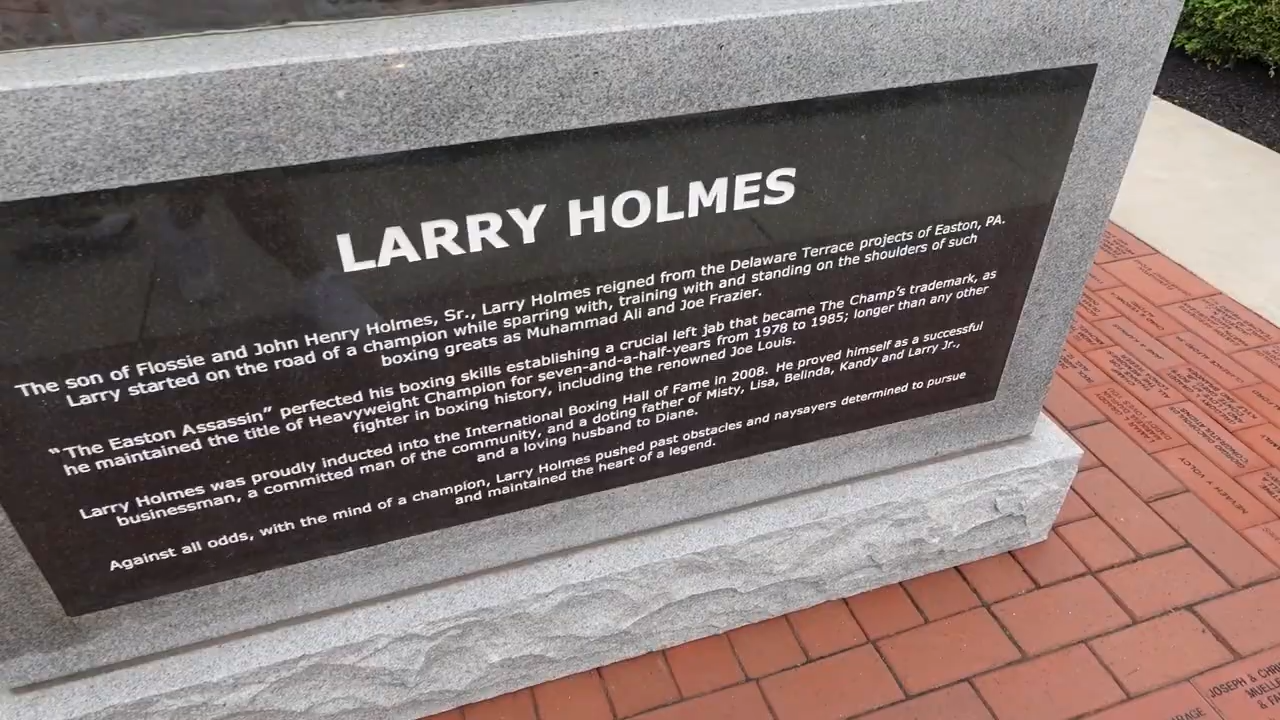 LARRY HOLMES
The son of Flossie and John Henry Holmes, Sr., Larry Holmes reigned from the Delaware Terrace projects of Easton, PA.
Larry started on the road of a champion while sparring with, training with and standing on the shoulders of such
boxing greats as Muhammad Ali and Joe Frazier.
“The Easton Assassin” perfected his boxing skills establishing a crucial left jab that became The Champ’s trademark, as
he maintained the title of Heavyweight Champion for seven-and-a-half-years from 1978 to 1985; longer than any other
fighter in boxing history, including the renowned Joe Louis.
Larry Holmes was proudly inducted into the International Boxing Hall of Fame in 2008. He proved himself as a successful
businessman, a committed man of the community, and a doting father of Misty, Lisa, Belinda, Kandy and Larry Jr.,
and a loving husband to Diane.
Against all odds, with the mind of a champion, Larry Holmes pushed past obstacles and naysayers determined to pursue
and maintained the heart of a legend.
JOSEPH & CHRI
MUELLE
& FA